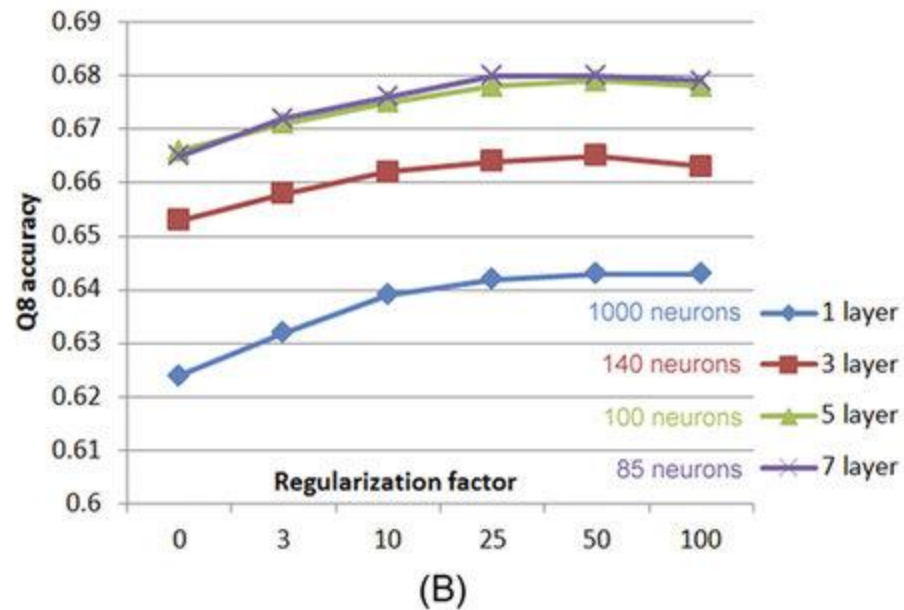 0.69
0.68
0.67
0.66
0.65
0.64
0.63
0.62
0.61
0.6
Q8 accuracy
1000 neurons 1 layer
140 neurons 3 layer
100 neurons 5 layer
85 neurons 7 layer
Regularization factor
0 3 10 25 50 100
(B)